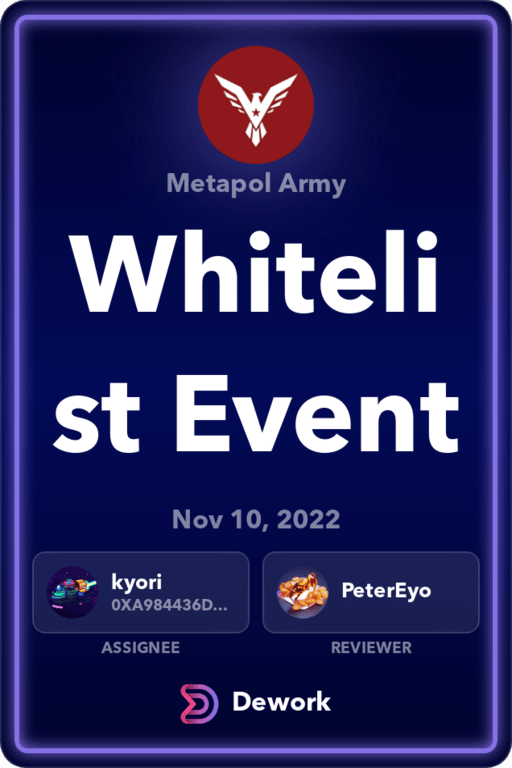 Metapol Army
Whiteli
st Event
Nov 10, 2022
kyori
0XA984436D...
PeterEyo
ASSIGNEE
REVIEWER
Dework